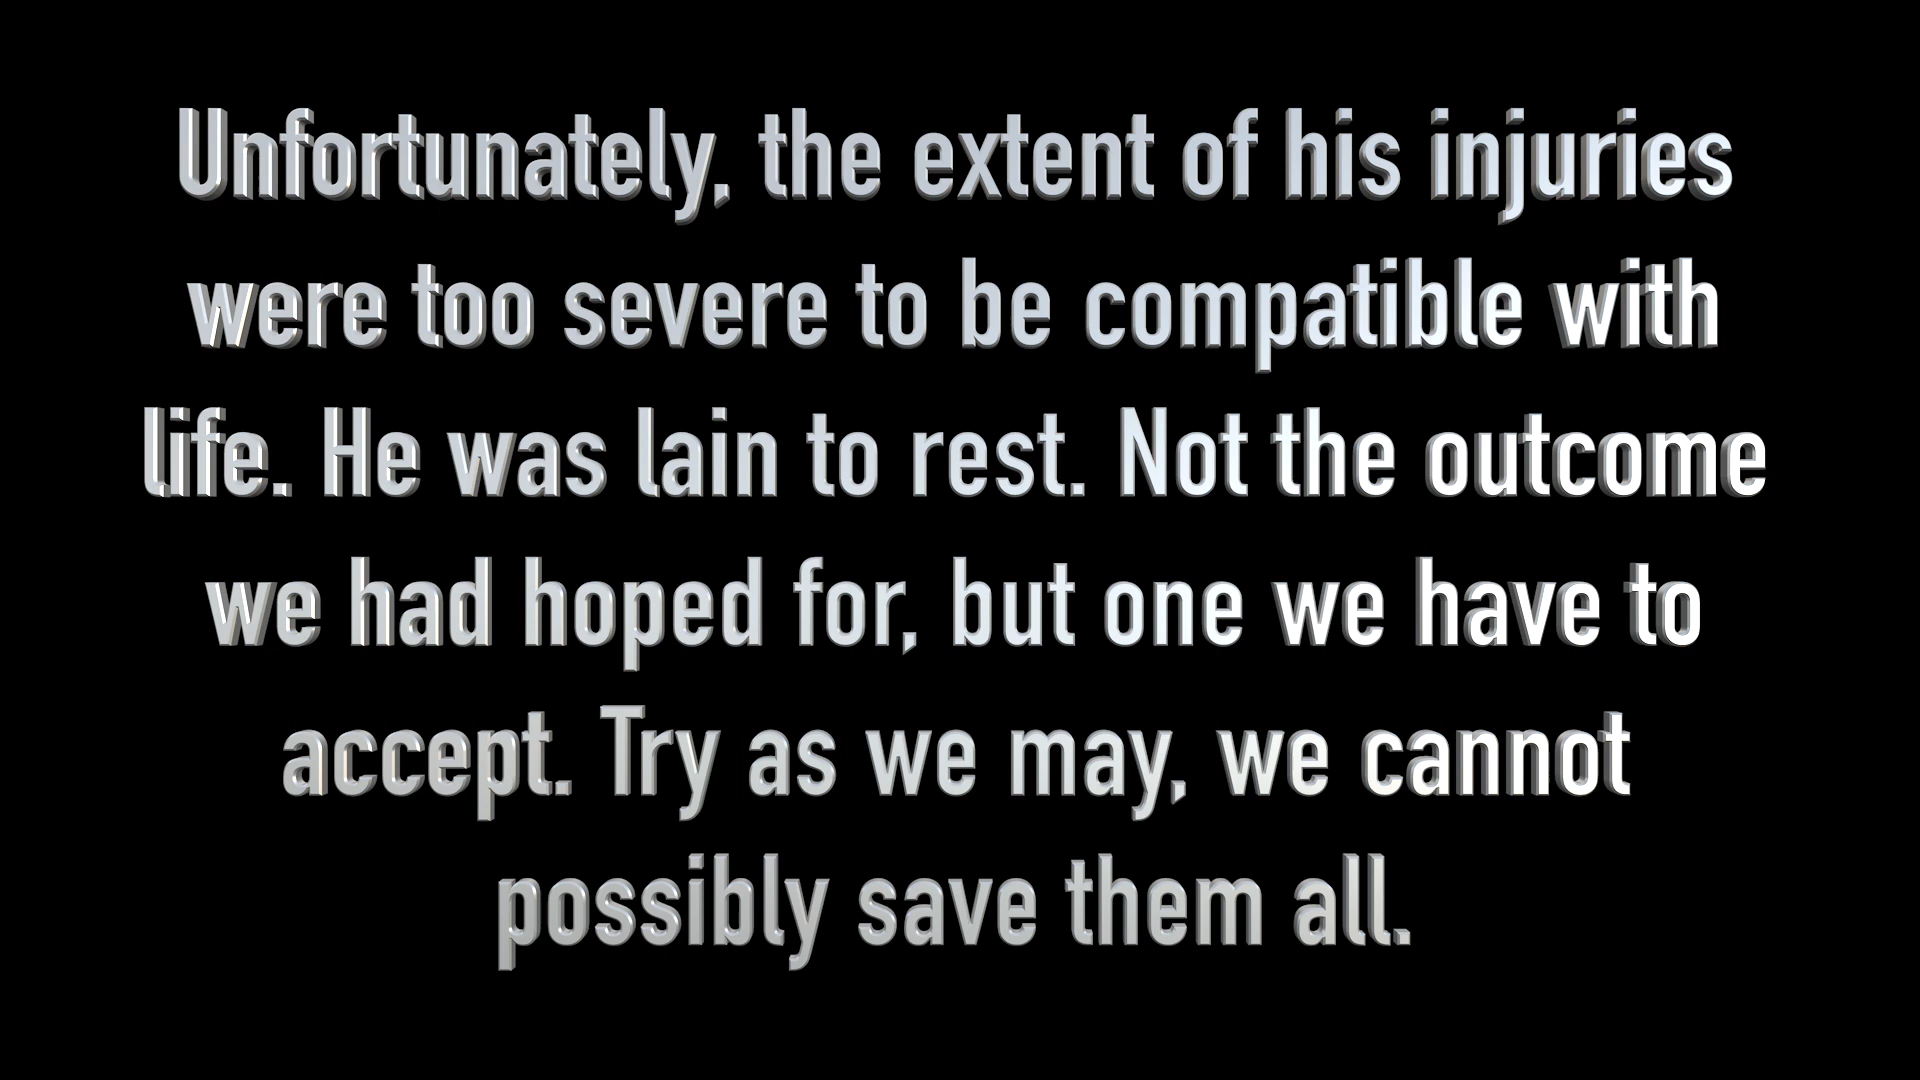 Unfortunately, the extent of his injuries
were too severe to be compatible with
life. He was lain to rest. Not the outcome
we had hoped for, but one we have to
accept. Try as we may, we cannot
possibly save them all.